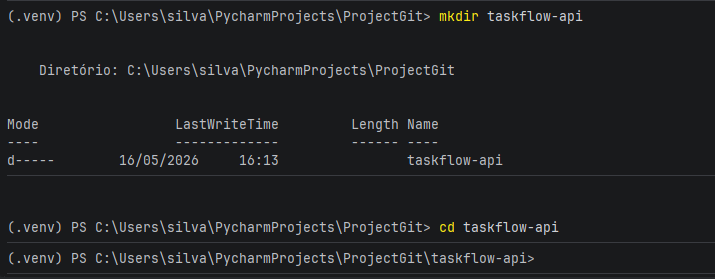 (.venv) PS C:\Users\silva\PycharmProjects\ProjectGit> mkdir taskflow-api
Diretório: C:\Users\silva\PycharmProjects\ProjectGit
Mode                 LastWriteTime         Length Name
----                 -------------         ------ ----
d-----        16/05/2026     16:13                taskflow-api
(.venv) PS C:\Users\silva\PycharmProjects\ProjectGit> cd taskflow-api
(.venv) PS C:\Users\silva\PycharmProjects\ProjectGit\taskflow-api>